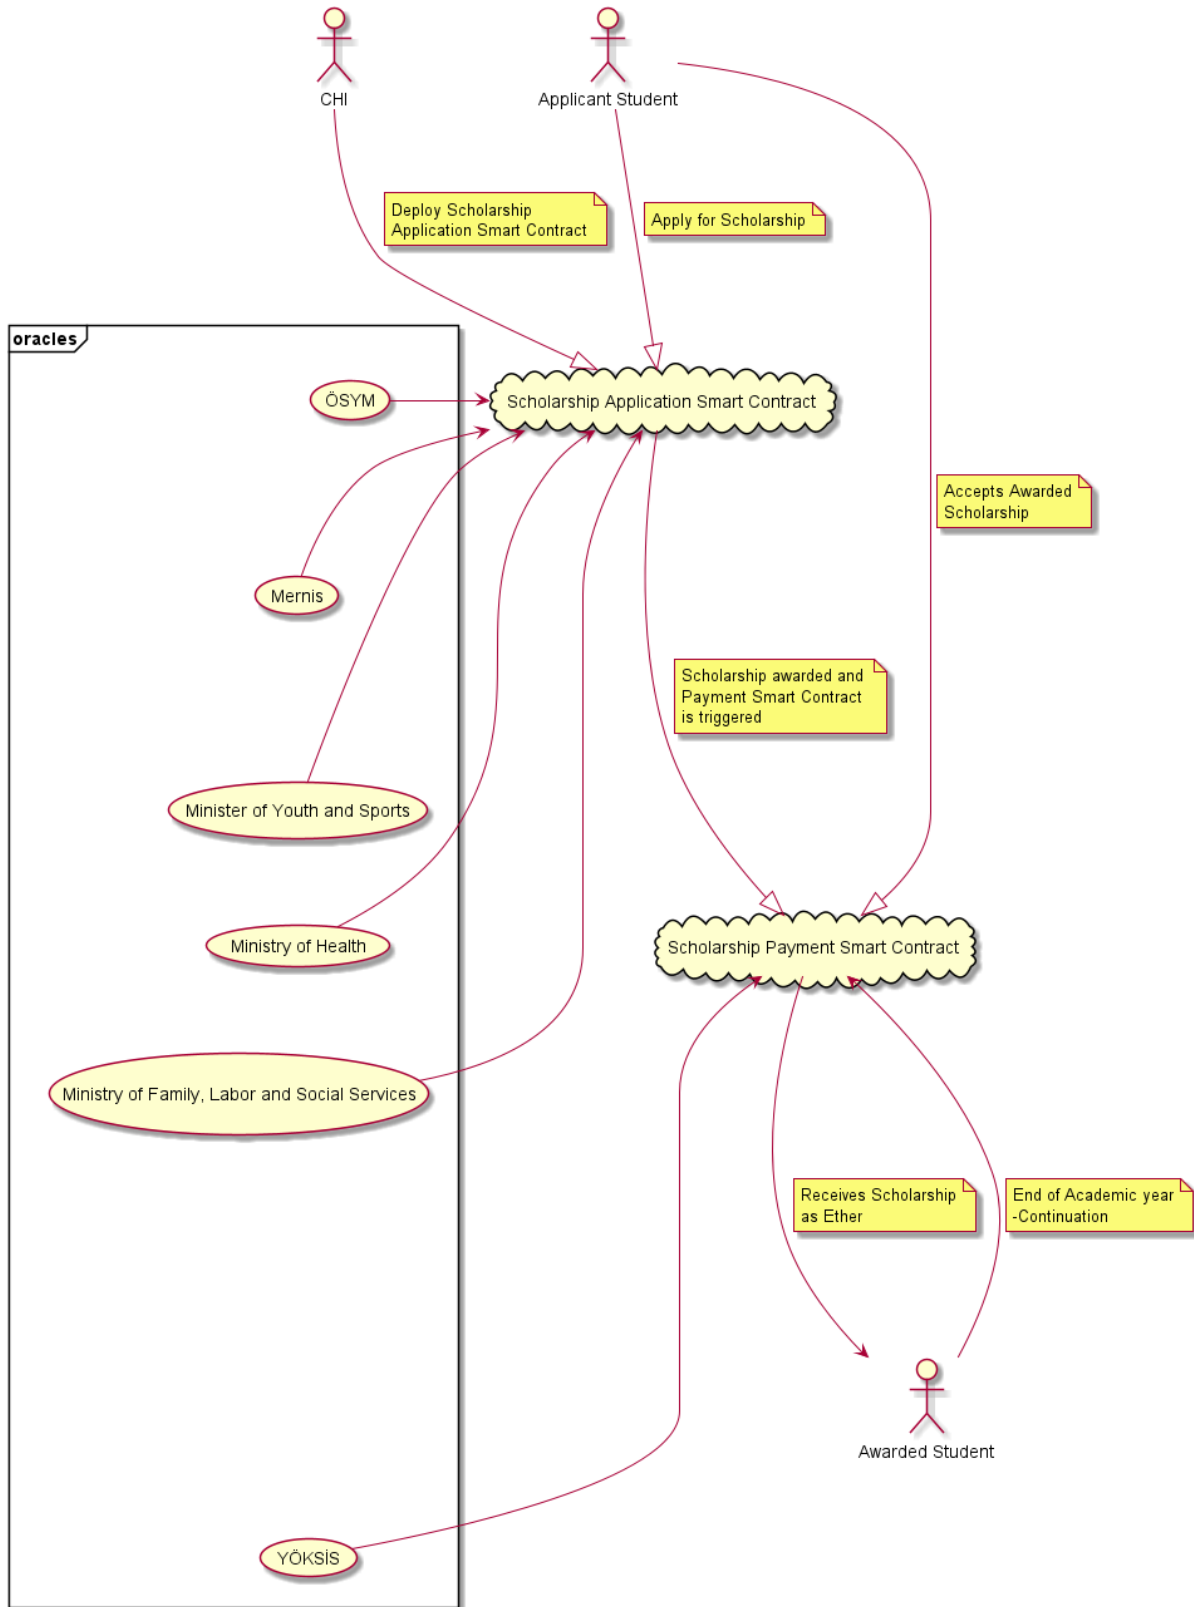 CHI
Applicant Student
Deploy Scholarship
Application Smart Contract
Apply for Scholarship
oracles
ÖSYM
Scholarship Application Smart Contract
Accepts Awarded
Scholarship
Mernis
Scholarship awarded and
Payment Smart Contract
is triggered
Minister of Youth and Sports
Ministry of Health
Scholarship Payment Smart Contract
Ministry of Family, Labor and Social Services
Receives Scholarship
as Ether
End of Academic year
-Continuation
Awarded Student
YÖKSİS